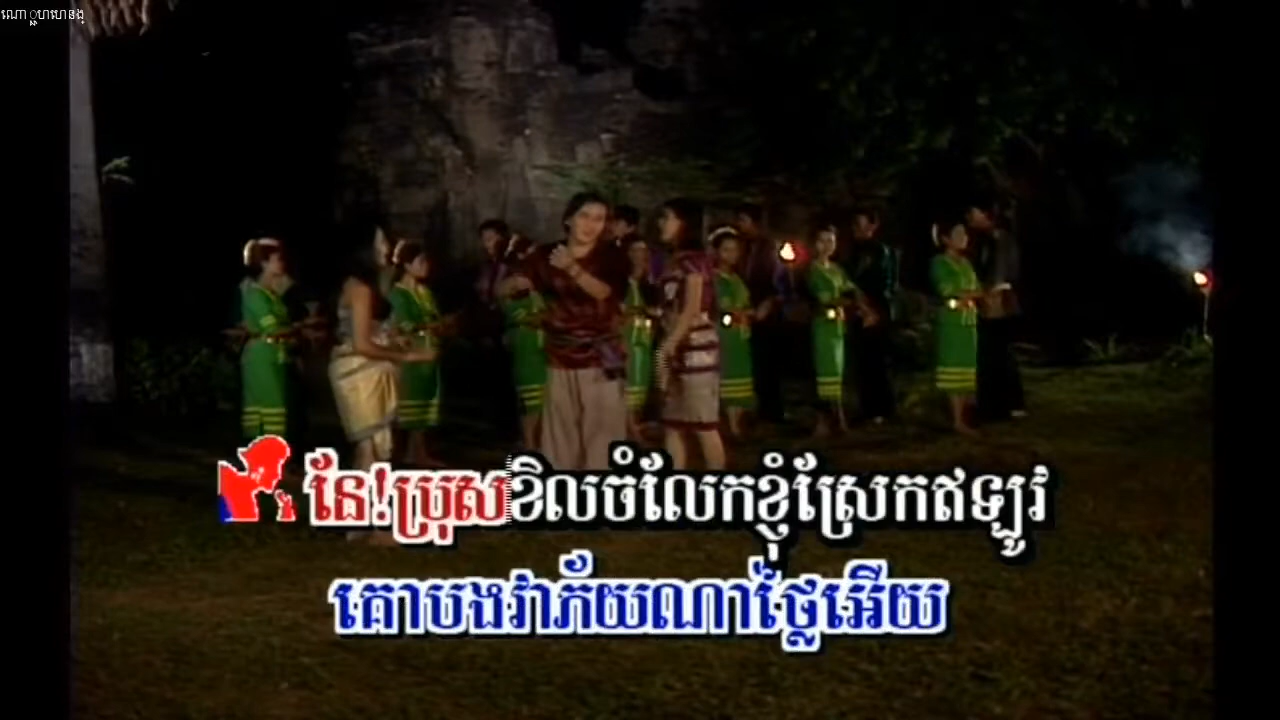 នែ!ប្រុសខិលចំលែកខ្ញុំស្រែកឥឡូវ
គោបងវាភ័យណាថ្លៃអើយ